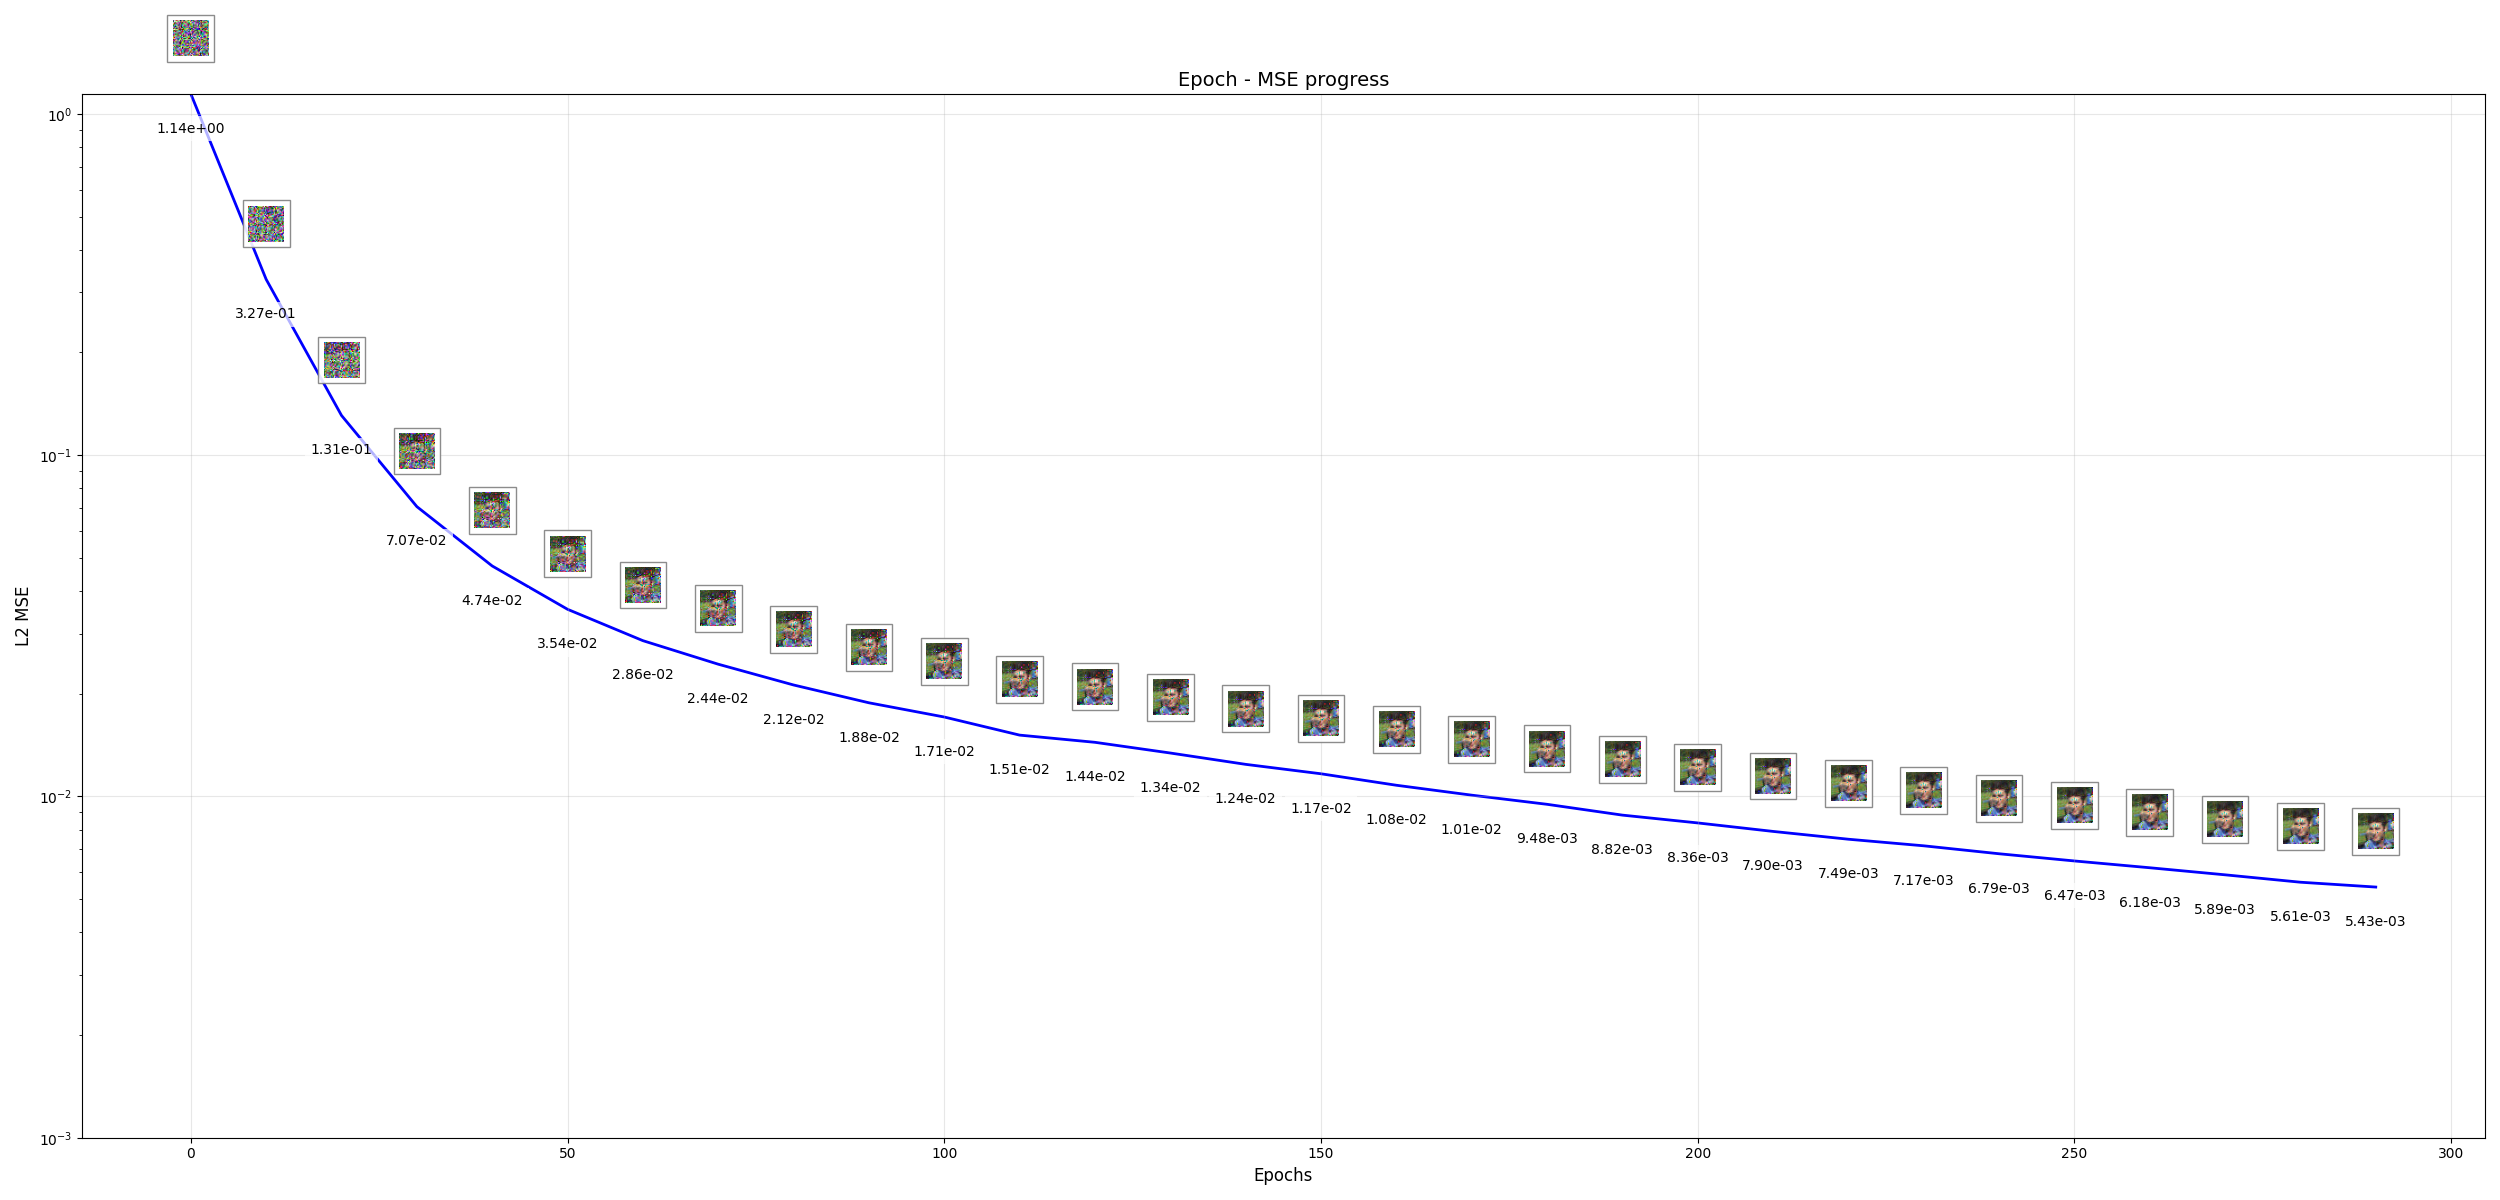 Epoch - MSE progress
10⁰
10⁻¹
10⁻²
10⁻³
L2 MSE
1.14e+00
3.27e-01
1.31e-01
7.07e-02
4.74e-02
3.54e-02
2.86e-02
2.44e-02
2.12e-02
1.88e-02
1.71e-02
1.51e-02
1.44e-02
1.34e-02
1.24e-02
1.17e-02
1.08e-02
1.01e-02
9.48e-03
8.82e-03
8.36e-03
7.90e-03
7.49e-03
7.17e-03
6.79e-03
6.47e-03
6.18e-03
5.89e-03
5.61e-03
5.43e-03
0 50 100 150 200 250 300
Epochs